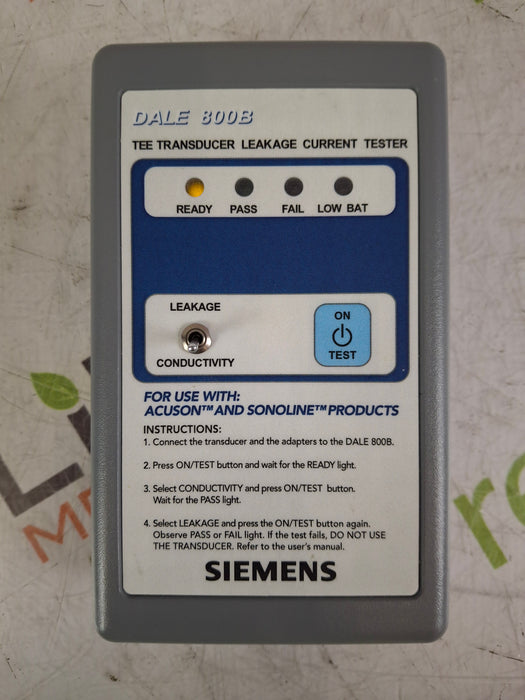 DALE 800B
TEE TRANSDUCER LEAKAGE CURRENT TESTER
READY PASS FAIL LOW BAT
LEAKAGE
CONDUCTIVITY
ON
TEST
FOR USE WITH:
ACUSON™ AND SONOLINE™ PRODUCTS
INSTRUCTIONS:
1. Connect the transducer and the adapters to the DALE 800B.
2. Press ON/TEST button and wait for the READY light.
3. Select CONDUCTIVITY and press ON/TEST button.
Wait for the PASS light.
4. Select LEAKAGE and press the ON/TEST button again.
Observe PASS or FAIL light. If the test fails, DO NOT USE
THE TRANSDUCER. Refer to the user's manual.
SIEMENS